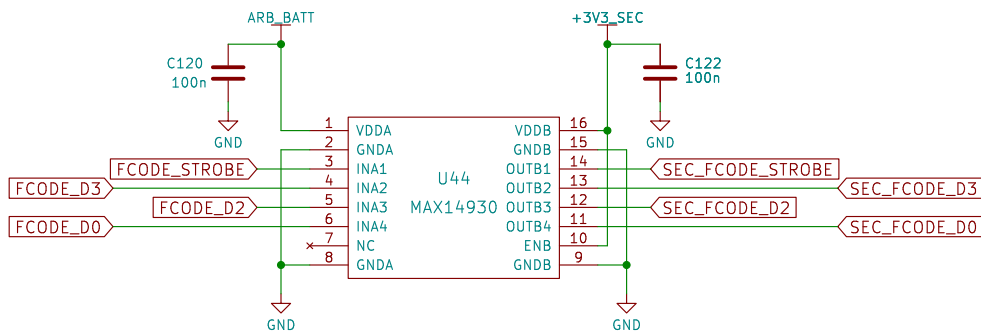 ARB_BATT +3V3_SEC
C120 100n
C122 100n
GND GND
1 VDDA VDDB 16
2 GNDA GNDB 15
FCODE_STROBE 3 INA1 OUTB1 14 SEC_FCODE_STROBE
FCODE_D3 4 INA2 U44 OUTB2 13 SEC_FCODE_D3
FCODE_D2 5 INA3 MAX14930 OUTB3 12 SEC_FCODE_D2
FCODE_D0 6 INA4 OUTB4 11 SEC_FCODE_D0
7 NC ENB 10
8 GNDA GNDB 9
GND GND